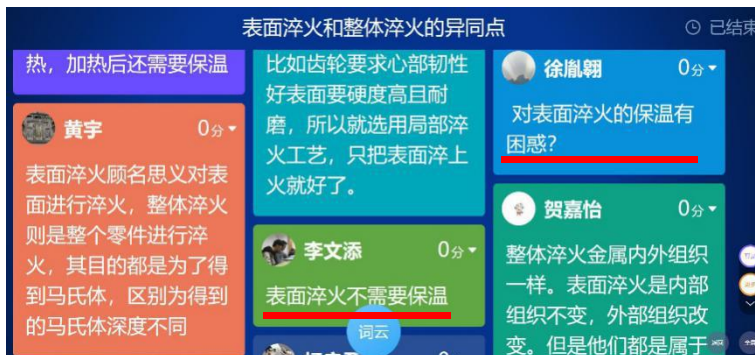 表面淬火和整体淬火的异同点
已结束
热，加热后还需要保温
黄宇
0分
表面淬火顾名思义对表
面进行淬火，整体淬火
则是整个零件进行淬
火，其目的都是为了得
到马氏体，区别为得到
的马氏体深度不同
比如齿轮要求心部韧性
好表面要硬度高且耐
磨，所以就选用局部淬
火工艺，只把表面淬上
火就好了。
李文添
0分
表面淬火不需要保温
词云
徐胤翱
0分
对表面淬火的保温有
困惑？
贺嘉怡
0分
整体淬火金属内外组织
一样。表面淬火是内部
组织不变，外部组织改
变。但是他们都是属于